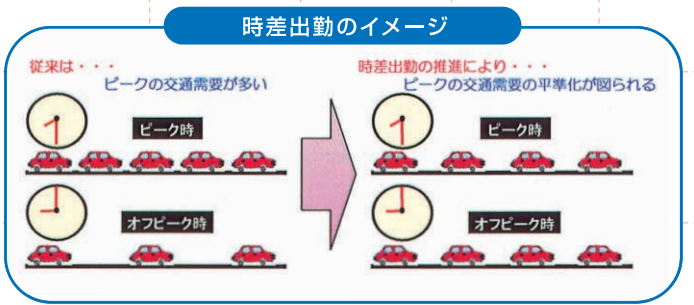 時差出勤のイメージ
従来は・・・
ピークの交通需要が多い
ピーク時
オフピーク時
時差出勤の推進により・・・
ピークの交通需要の平準化が図られる
ピーク時
オフピーク時